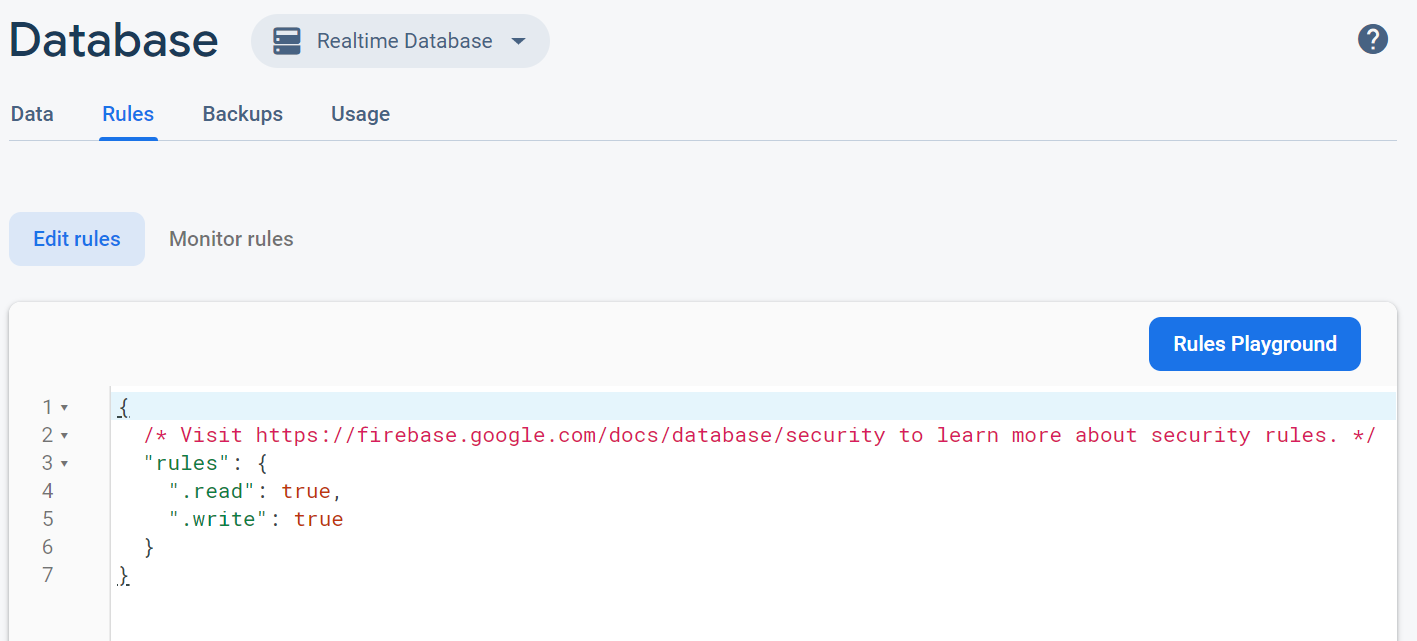 Database
Realtime Database
?
Data Rules Backups Usage
Edit rules Monitor rules
Rules Playground
1 {
2 /* Visit https://firebase.google.com/docs/database/security to learn more about security rules. */
3 "rules": {
4 ".read": true,
5 ".write": true
6 }
7 }